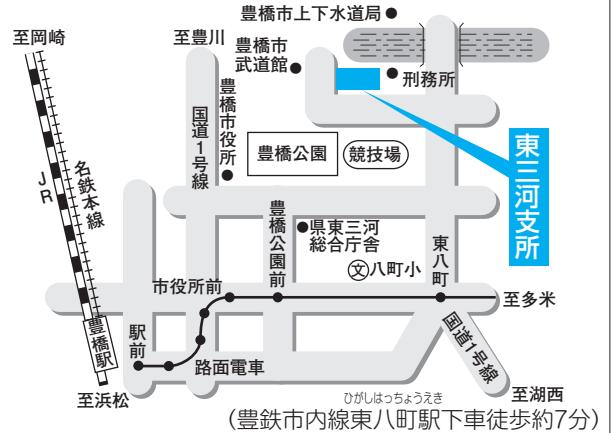 豊橋市上下水道局
至岡崎
至豊川
豊橋市
武道館
刑務所
国道1号線
豊橋市役所
豊橋公園
競技場
東三河支所
JR
名鉄本線
豊橋公園前
県東三河
総合庁舎
文八町小
東八町
市役所前
至多米
豊橋駅
駅前
路面電車
国道1号線
至浜松
至湖西
ひがしはっちょうえき
(豊鉄市内線東八町駅下車徒歩約7分)